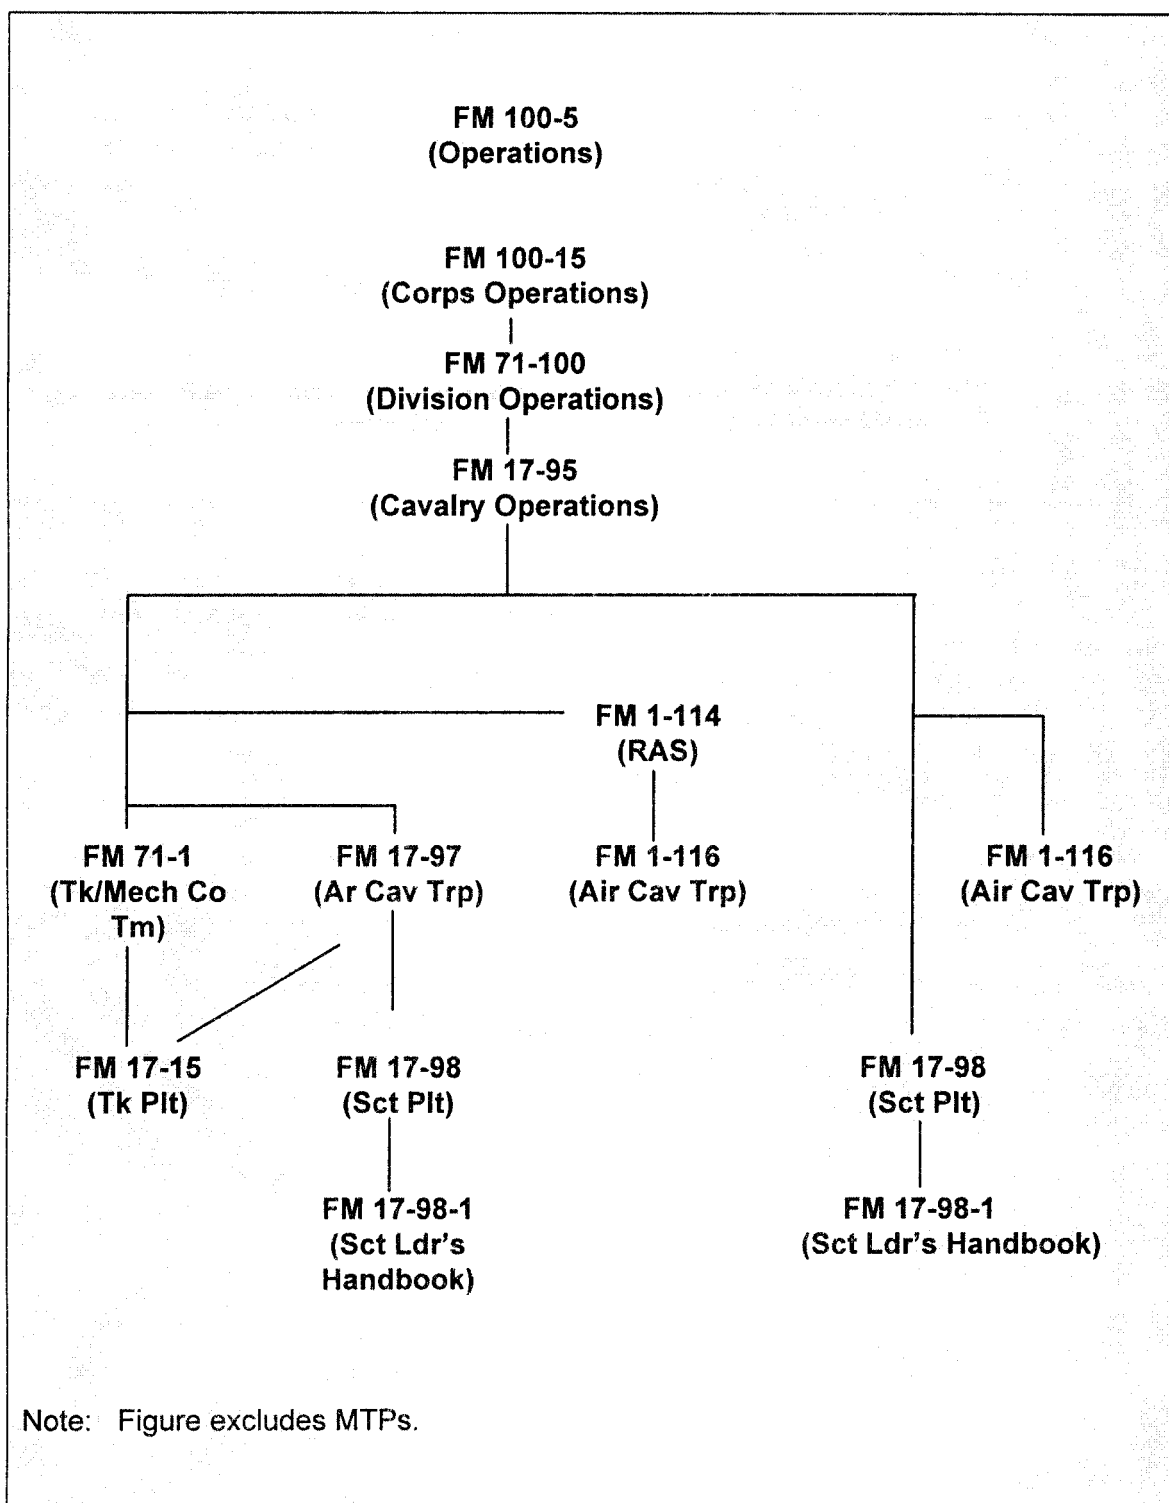 FM 100-5
(Operations)
FM 100-15
(Corps Operations)
FM 71-100
(Division Operations)
FM 17-95
(Cavalry Operations)
FM 1-114
(RAS)
FM 71-1
(Tk/Mech Co
Tm)
FM 17-97
(Ar Cav Trp)
FM 1-116
(Air Cav Trp)
FM 1-116
(Air Cav Trp)
FM 17-15
(Tk Plt)
FM 17-98
(Sct Plt)
FM 17-98
(Sct Plt)
FM 17-98-1
(Sct Ldr's
Handbook)
FM 17-98-1
(Sct Ldr's Handbook)
Note: Figure excludes MTPs.